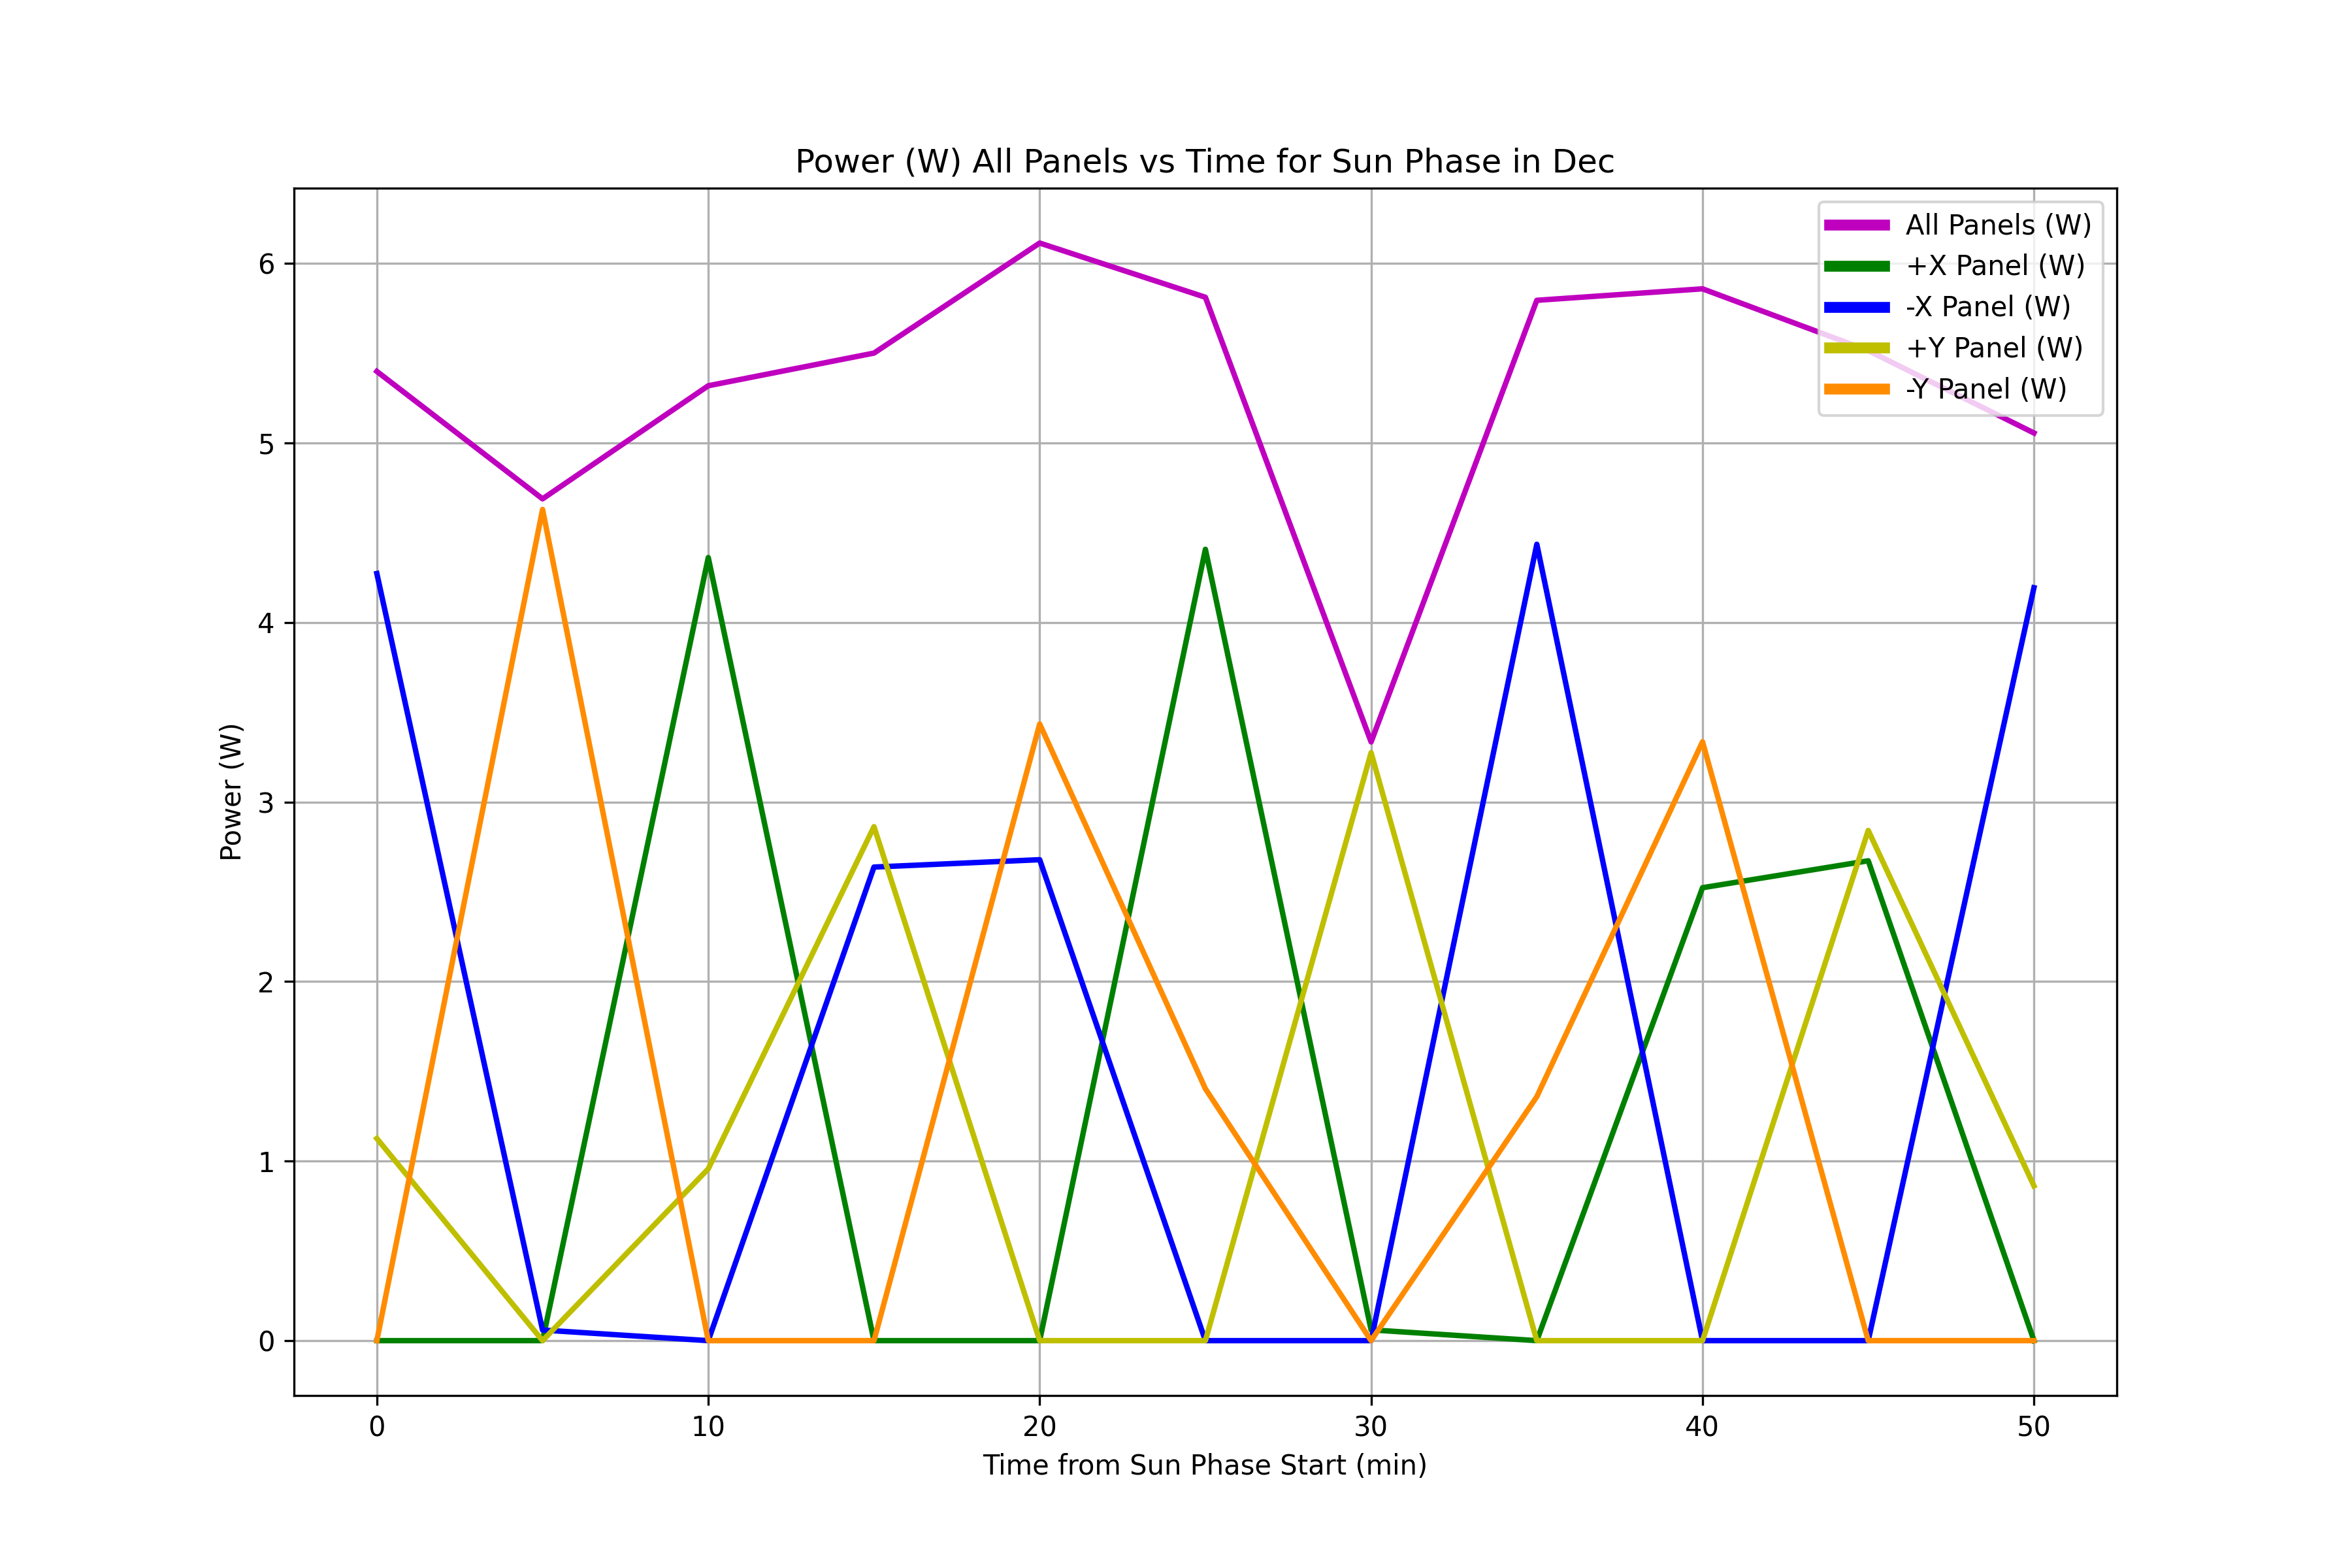 Power (W) All Panels vs Time for Sun Phase in Dec
All Panels (W)
+X Panel (W)
-X Panel (W)
+Y Panel (W)
-Y Panel (W)
6
5
4
3
2
1
0
Power (W)
0 10 20 30 40 50
Time from Sun Phase Start (min)